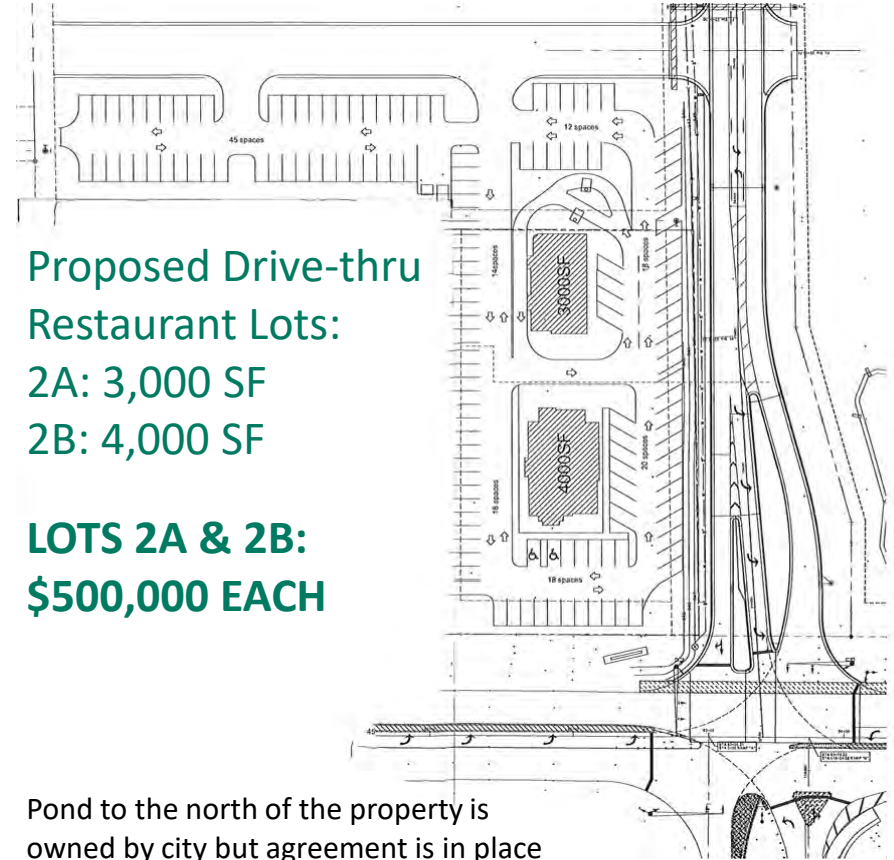 45 spaces
12 spaces
14spaces
18 spaces
3000SF
Proposed Drive-thru
Restaurant Lots:
2A: 3,000 SF
2B: 4,000 SF
4000SF
20 spaces
LOTS 2A & 2B:
$500,000 EACH
18 spaces
Pond to the north of the property is
owned by city but agreement is in place